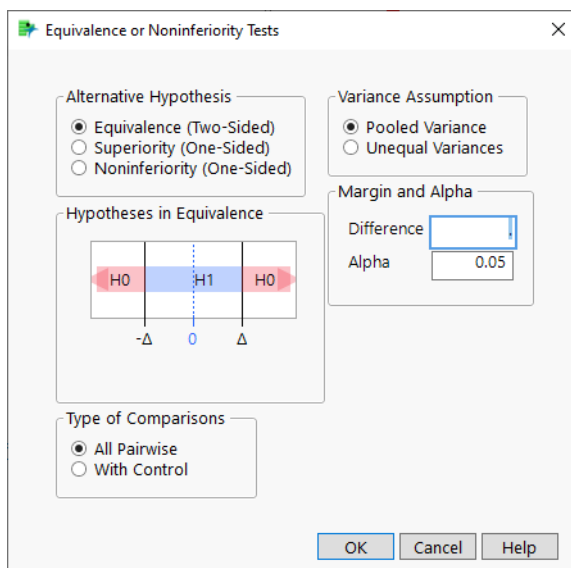 Equivalence or Noninferiority Tests
Alternative Hypothesis
Equivalence (Two-Sided)
Superiority (One-Sided)
Noninferiority (One-Sided)
Variance Assumption
Pooled Variance
Unequal Variances
Margin and Alpha
Difference .
Alpha 0.05
Hypotheses in Equivalence
H0 H1 H0
-Δ 0 Δ
Type of Comparisons
All Pairwise
With Control
OK Cancel Help